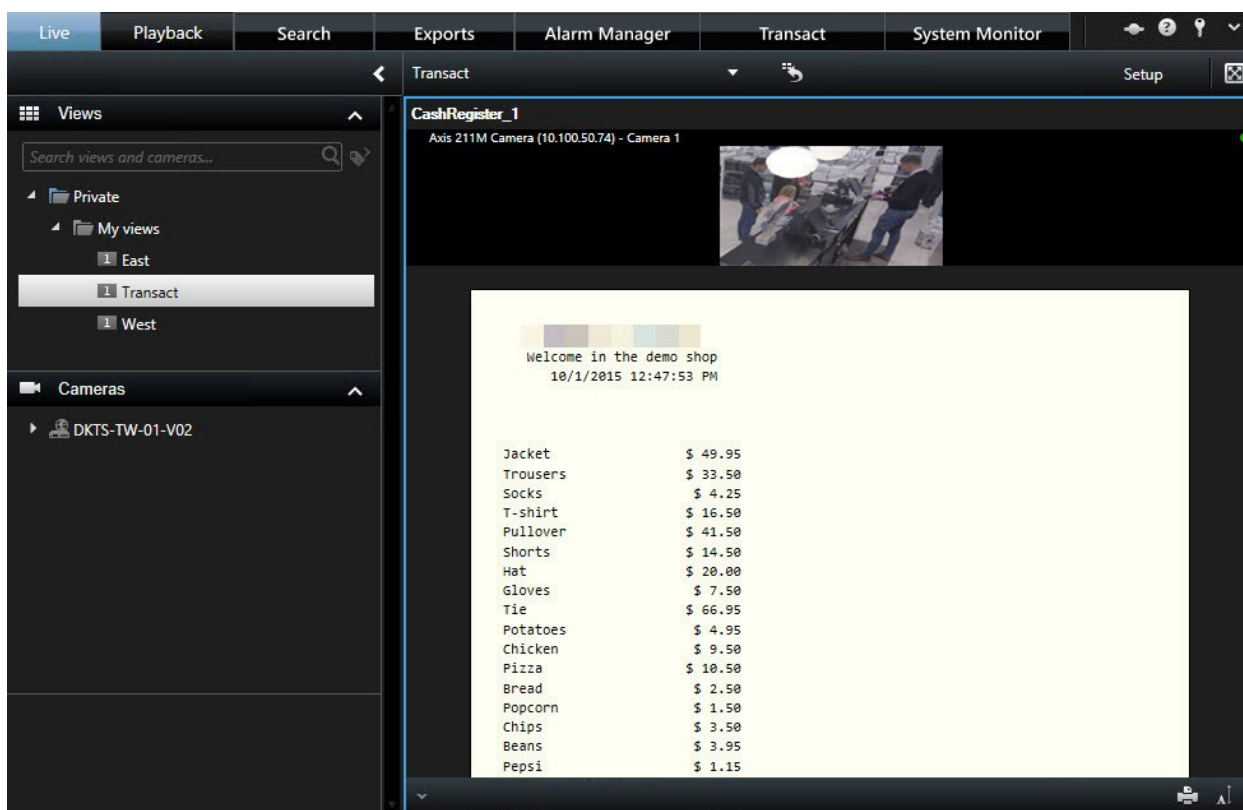 Live Playback Search Exports Alarm Manager Transact System Monitor
Transact Setup
Views
Search views and cameras...
Private
My views
1 East
1 Transact
1 West
Cameras
DKTS-TW-01-V02
CashRegister_1
Axis 211M Camera (10.100.50.74) - Camera 1
Welcome in the demo shop
10/1/2015 12:47:53 PM
Jacket $ 49.95
Trousers $ 33.50
Socks $ 4.25
T-shirt $ 16.50
Pullover $ 41.50
Shorts $ 14.50
Hat $ 20.00
Gloves $ 7.50
Tie $ 66.95
Potatoes $ 4.95
Chicken $ 9.50
Pizza $ 10.50
Bread $ 2.50
Popcorn $ 1.50
Chips $ 3.50
Beans $ 3.95
Pepsi $ 1.15
A